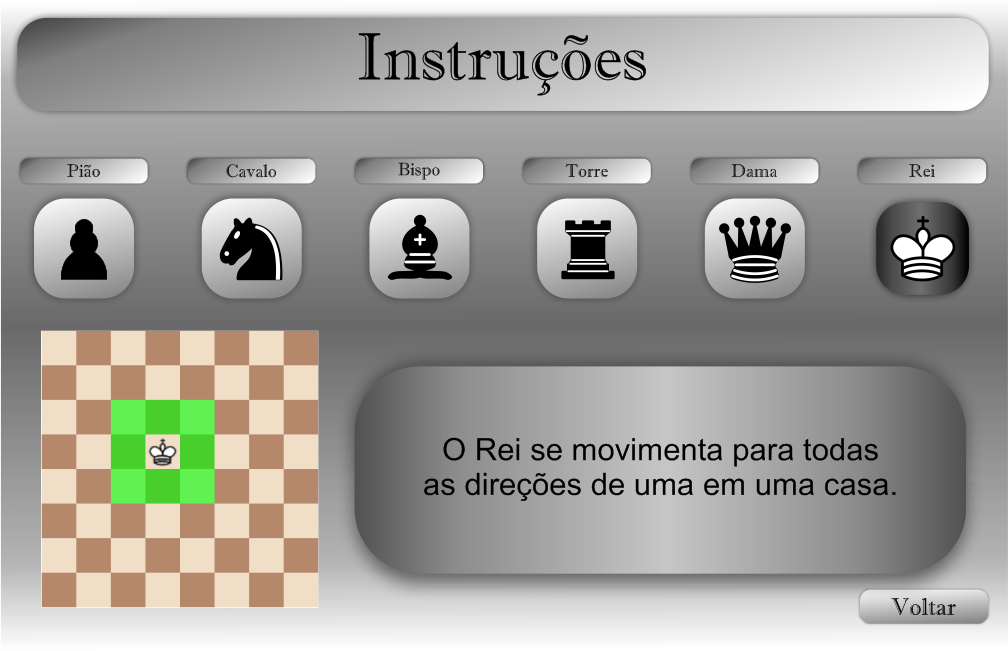 Instruções
Pião
Cavalo
Bispo
Torre
Dama
Rei
O Rei se movimenta para todas
as direções de uma em uma casa.
Voltar